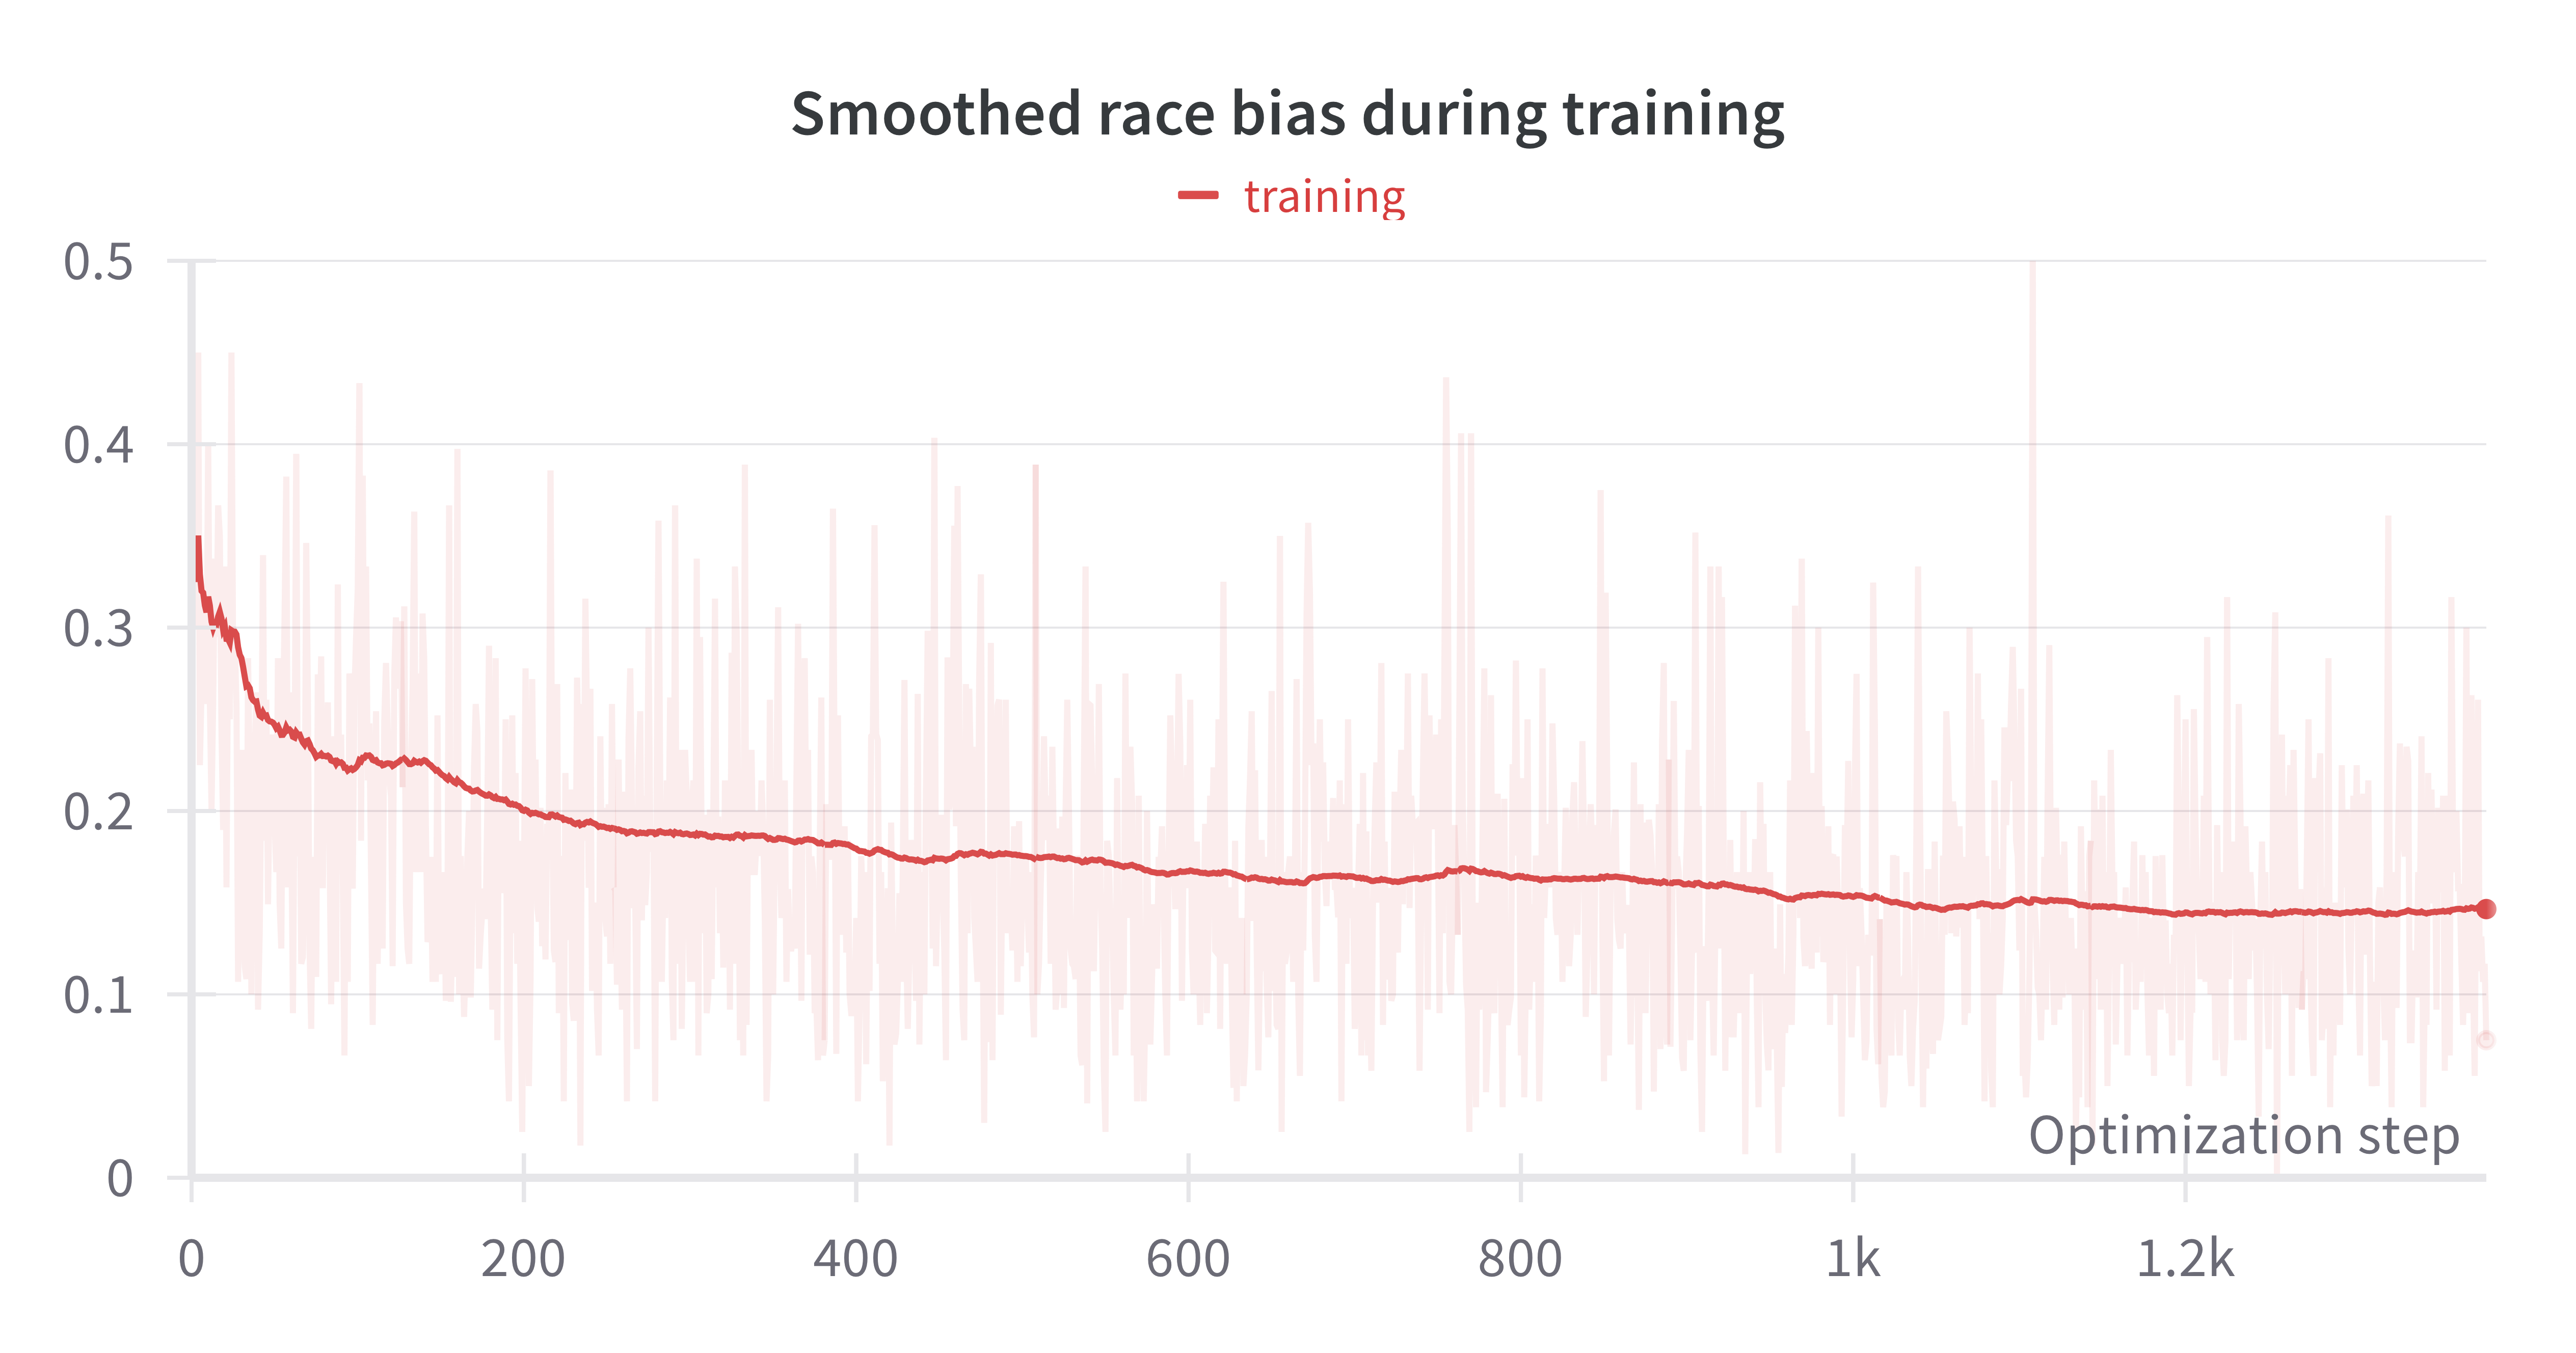 Smoothed race bias during training
training
0.5
0.4
0.3
0.2
0.1
0
Optimization step
0 200 400 600 800 1k 1.2k